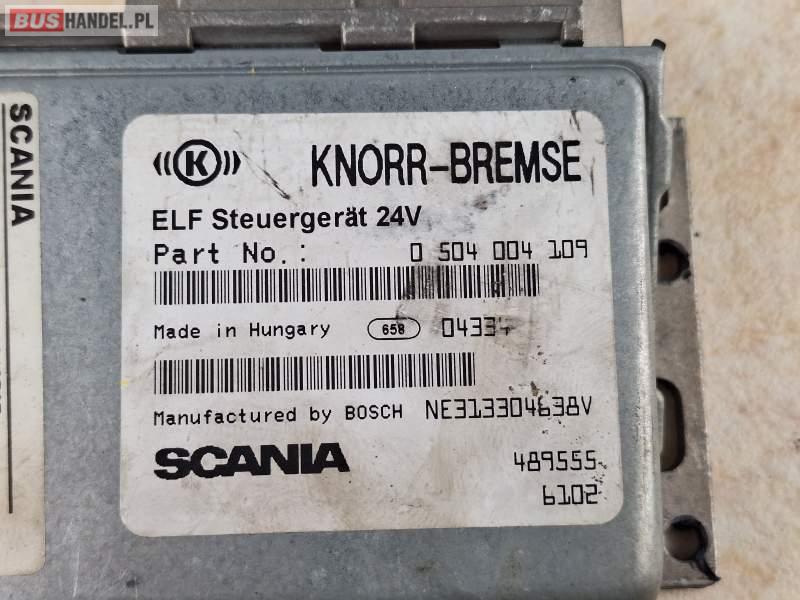 BUSHANDEL.PL
SCANIA
K
KNORR-BREMSE
ELF Steuergerät 24V
Part No.: 0 504 004 109
Made in Hungary 658
Manufactured by BOSCH NE313304638V
SCANIA 489555
6102